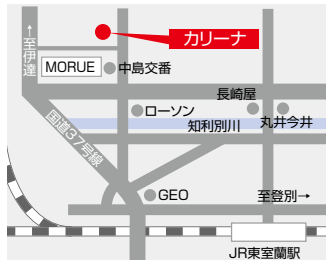 ↑至伊達
カリーナ
MORUE
中島交番
長崎屋
ローソン
知利別川
丸井今井
国道37号線
GEO
至登別→
JR東室蘭駅